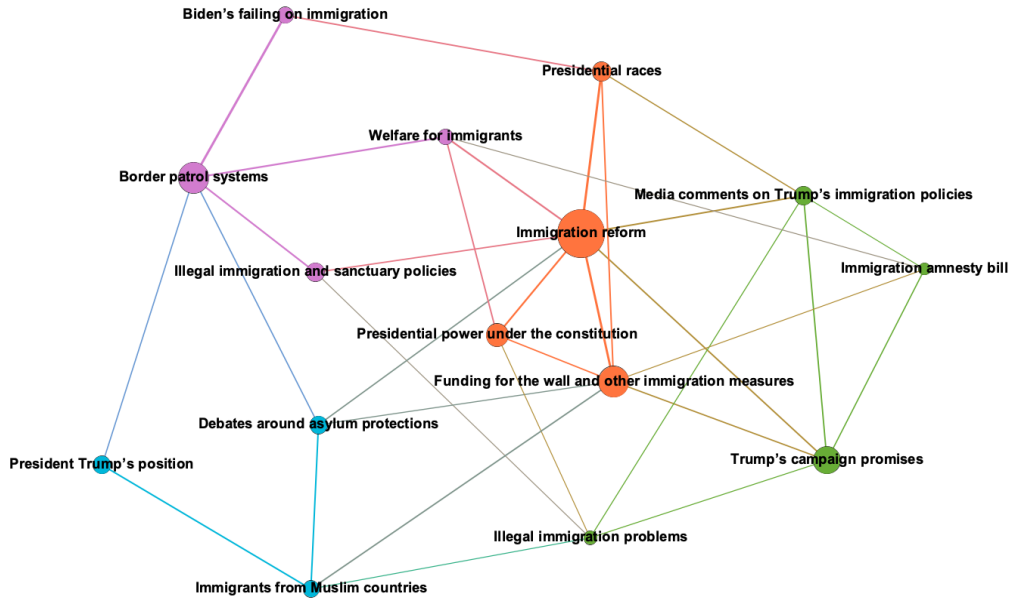 Biden’s failing on immigration
Presidential races
Welfare for immigrants
Border patrol systems
Media comments on Trump’s immigration policies
Immigration reform
Illegal immigration and sanctuary policies
Immigration amnesty bill
Presidential power under the constitution
Funding for the wall and other immigration measures
Debates around asylum protections
President Trump’s position
Trump’s campaign promises
Illegal immigration problems
Immigrants from Muslim countries